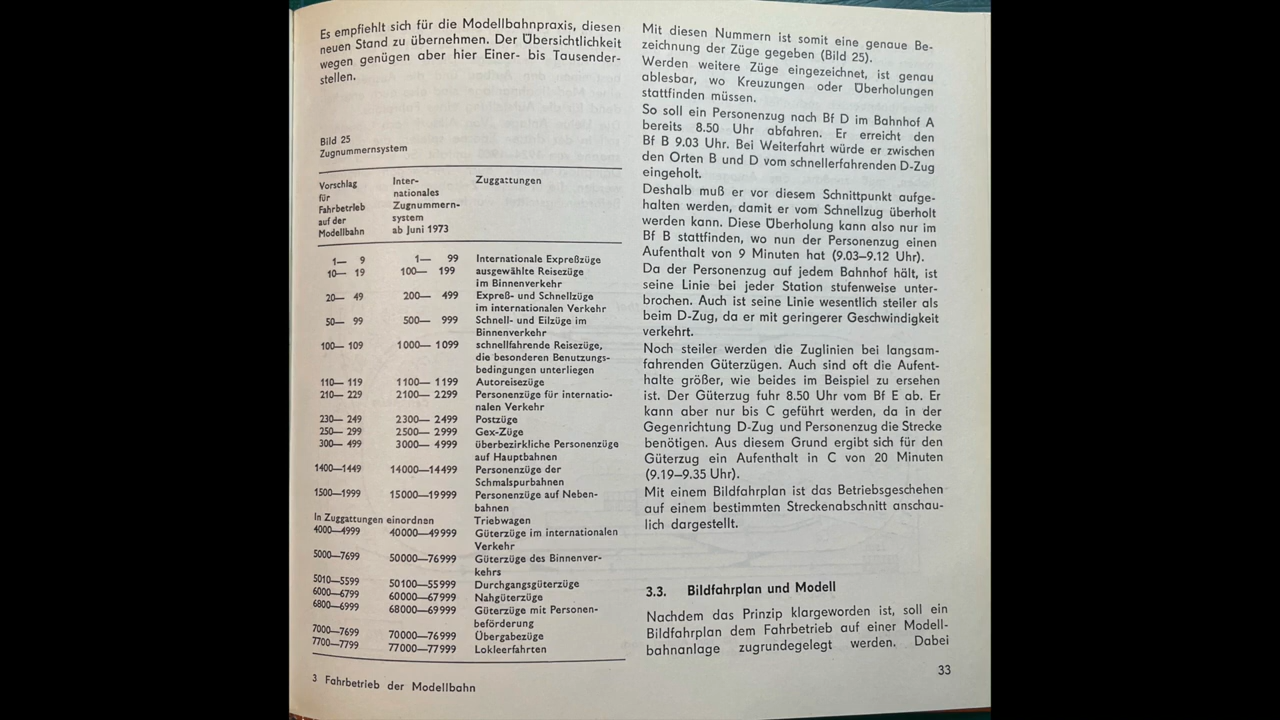 Es empfiehlt sich für die Modellbahnpraxis, diesen
neuen Stand zu übernehmen. Der Übersichtlichkeit
wegen genügen aber hier Einer- bis Tausender-
stellen.
Bild 25
Zugnummernsystem
Vorschlag
für
Fahrbetrieb
auf der
Modellbahn
Inter-
nationales
Zugnummern-
system
ab Juni 1973
Zuggattungen
1— 9 1— 99 Internationale Expreßzüge
10— 19 100— 199 ausgewählte Reisezüge
im Binnenverkehr
20— 49 200— 499 Expreß- und Schnellzüge
im internationalen Verkehr
50— 99 500— 999 Schnell- und Eilzüge im
Binnenverkehr
100— 109 1000— 1099 schnellfahrende Reisezüge,
die besonderen Benutzungs-
bedingungen unterliegen
110— 119 1100— 1199 Autoreisezüge
210— 229 2100— 2299 Personenzüge für internatio-
nalen Verkehr
230— 249 2300— 2499 Postzüge
250— 299 2500— 2999 Gex-Züge
300— 499 3000— 4999 überbezirkliche Personenzüge
auf Hauptbahnen
1400—1449 14000—14499 Personenzüge der
Schmalspurbahnen
1500—1999 15000—19999 Personenzüge auf Neben-
bahnen
In Zuggattungen einordnen Triebwagen
4000—4999 40000—49999 Güterzüge im internationalen
Verkehr
5000—7699 50000—76999 Güterzüge des Binnenver-
kehrs
5010—5599 50100—55999 Durchgangsgüterzüge
6000—6799 60000—67999 Nahgüterzüge
6800—6999 68000—69999 Güterzüge mit Personen-
beförderung
7000—7699 70000—76999 Übergabezüge
7700—7799 77000—77999 Lokleerfahrten
3 Fahrbetrieb der Modellbahn
Mit diesen Nummern ist somit eine genaue Be-
zeichnung der Züge gegeben (Bild 25).
Werden weitere Züge eingezeichnet, ist genau
ablesbar, wo Kreuzungen oder Überholungen
stattfinden müssen.
So soll ein Personenzug nach Bf D im Bahnhof A
bereits 8.50 Uhr abfahren. Er erreicht den
Bf B 9.03 Uhr. Bei Weiterfahrt würde er zwischen
den Orten B und D vom schnellerfahrenden D-Zug
eingeholt.
Deshalb muß er vor diesem Schnittpunkt aufge-
halten werden, damit er vom Schnellzug überholt
werden kann. Diese Überholung kann also nur im
Bf B stattfinden, wo nun der Personenzug einen
Aufenthalt von 9 Minuten hat (9.03–9.12 Uhr).
Da der Personenzug auf jedem Bahnhof hält, ist
seine Linie bei jeder Station stufenweise unter-
brochen. Auch ist seine Linie wesentlich steiler als
beim D-Zug, da er mit geringerer Geschwindigkeit
verkehrt.
Noch steiler werden die Zuglinien bei langsam-
fahrenden Güterzügen. Auch sind oft die Aufent-
halte größer, wie beides im Beispiel zu ersehen
ist. Der Güterzug fuhr 8.50 Uhr vom Bf E ab. Er
kann aber nur bis C geführt werden, da in der
Gegenrichtung D-Zug und Personenzug die Strecke
benötigen. Aus diesem Grund ergibt sich für den
Güterzug ein Aufenthalt in C von 20 Minuten
(9.19–9.35 Uhr).
Mit einem Bildfahrplan ist das Betriebsgeschehen
auf einem bestimmten Streckenabschnitt anschau-
lich dargestellt.
3.3. Bildfahrplan und Modell
Nachdem das Prinzip klargeworden ist, soll ein
Bildfahrplan dem Fahrbetrieb auf einer Modell-
bahnanlage zugrundegelegt werden. Dabei
33